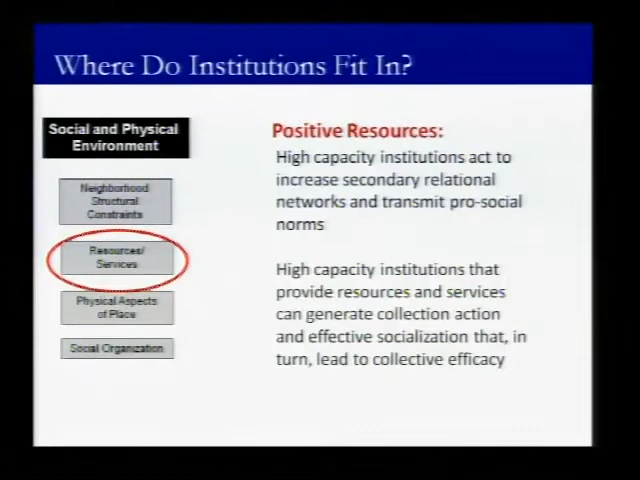 Where Do Institutions Fit In?
Social and Physical
Environment
Neighborhood
Structural
Constraints
Resources/
Services
Physical Aspects
of Place
Social Organization
Positive Resources:
High capacity institutions act to
increase secondary relational
networks and transmit pro-social
norms
High capacity institutions that
provide resources and services
can generate collection action
and effective socialization that, in
turn, lead to collective efficacy